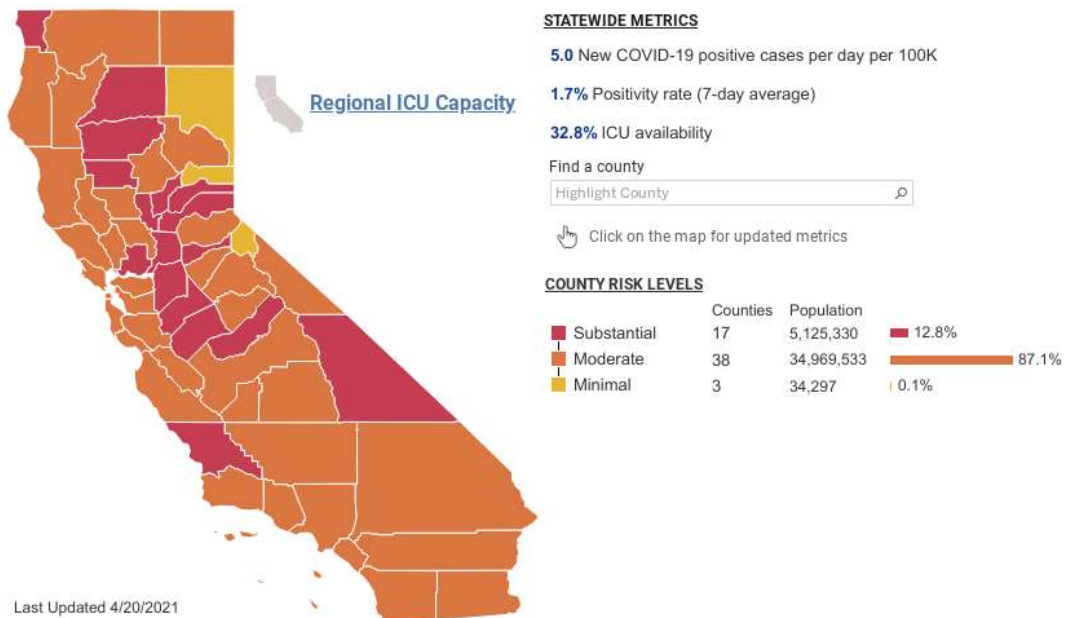 STATEWIDE METRICS
5.0 New COVID-19 positive cases per day per 100K
Regional ICU Capacity
1.7% Positivity rate (7-day average)
32.8% ICU availability
Find a county
Highlight County
Click on the map for updated metrics
COUNTY RISK LEVELS
Counties Population
Substantial 17 5,125,330 12.8%
Moderate 38 34,969,533 87.1%
Minimal 3 34,297 0.1%
Last Updated 4/20/2021